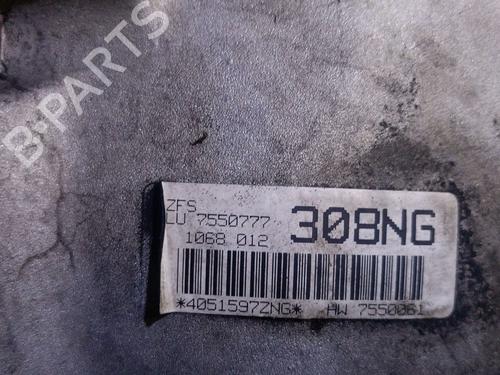 B-PARTS
ZFS
LU 7550777 308NG
1068 012
*4051597ZNG* HW 7550061